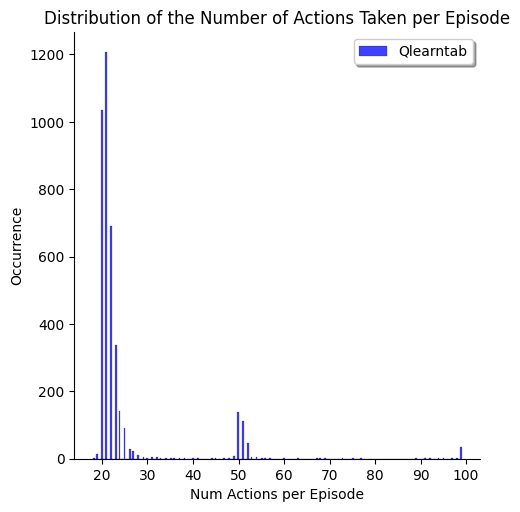 Distribution of the Number of Actions Taken per Episode
Qlearntab
1200
1000
800
600
400
200
0
Occurrence
20 30 40 50 60 70 80 90 100
Num Actions per Episode